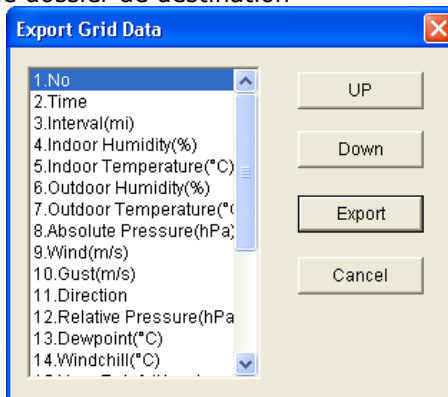 de dossier de destination
Export Grid Data
1.No
2.Time
3.Interval(mi)
4.Indoor Humidity(%)
5.Indoor Temperature(°C)
6.Outdoor Humidity(%)
7.Outdoor Temperature(°
8.Absolute Pressure(hPa)
9.Wind(m/s)
10.Gust(m/s)
11.Direction
12.Relative Pressure(hPa
13.Dewpoint(°C)
14.Windchill(°C)
UP
Down
Export
Cancel